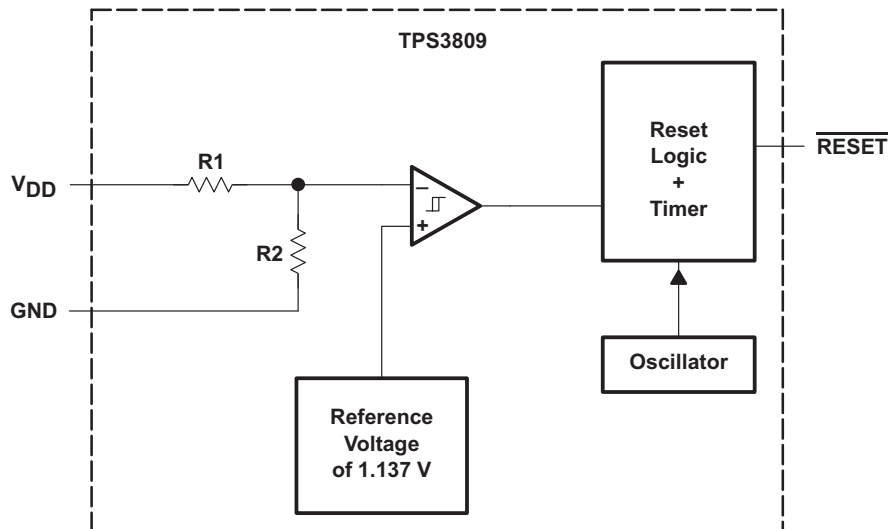 TPS3809
Reset
Logic
+
Timer
RESET
R1
VDD
−
+
R2
GND
Oscillator
Reference
Voltage
of 1.137 V